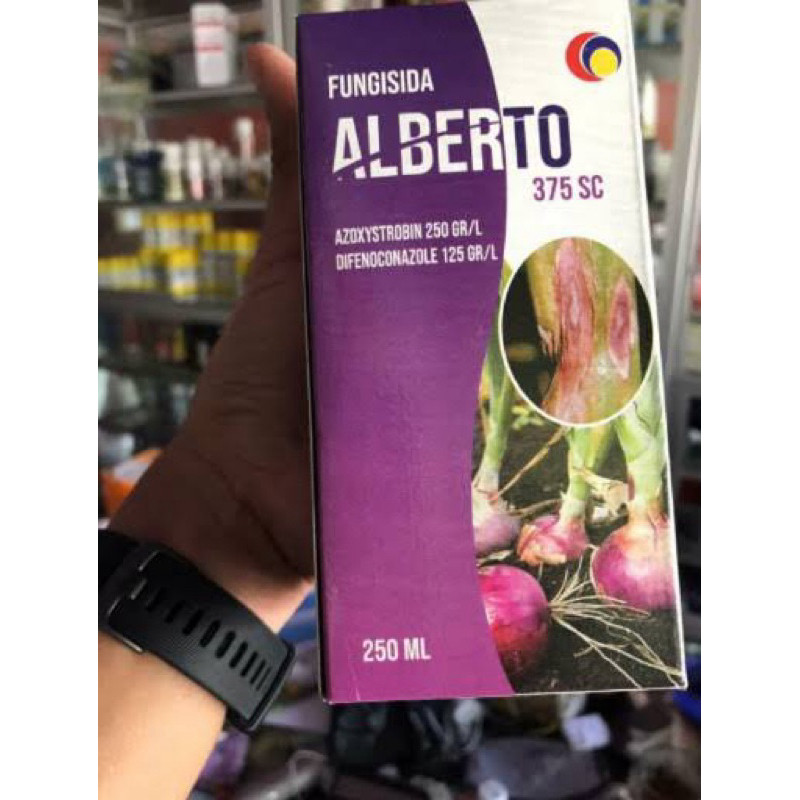 FUNGISIDA
ALBERTO
375 SC
AZOXYSTROBIN 250 GR/L
DIFENOCONAZOLE 125 GR/L
250 ML